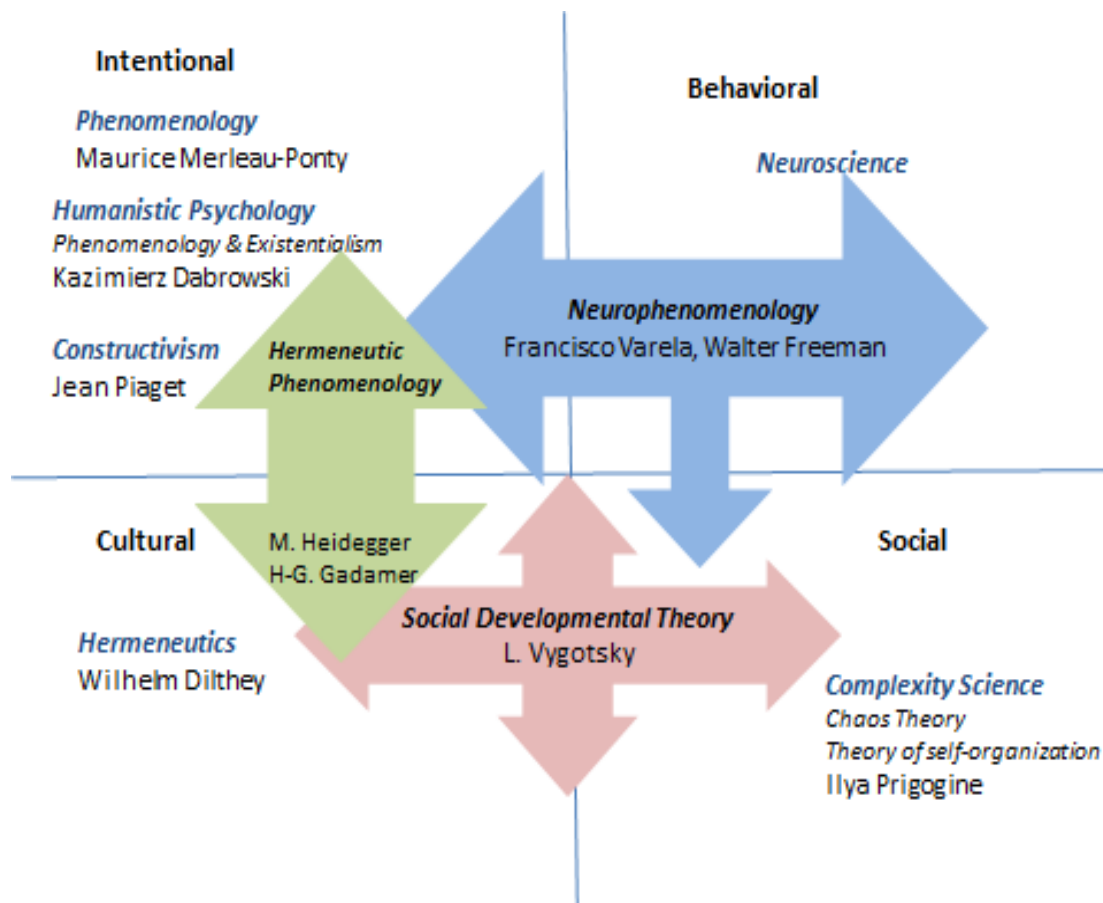 Intentional
Phenomenology
Maurice Merleau-Ponty
Humanistic Psychology
Phenomenology & Existentialism
Kazimierz Dabrowski
Constructivism
Jean Piaget
Hermeneutic
Phenomenology
Behavioral
Neuroscience
Neurophenomenology
Francisco Varela, Walter Freeman
Cultural
M. Heidegger
H-G. Gadamer
Hermeneutics
Wilhelm Dilthey
Social Developmental Theory
L. Vygotsky
Social
Complexity Science
Chaos Theory
Theory of self-organization
Ilya Prigogine